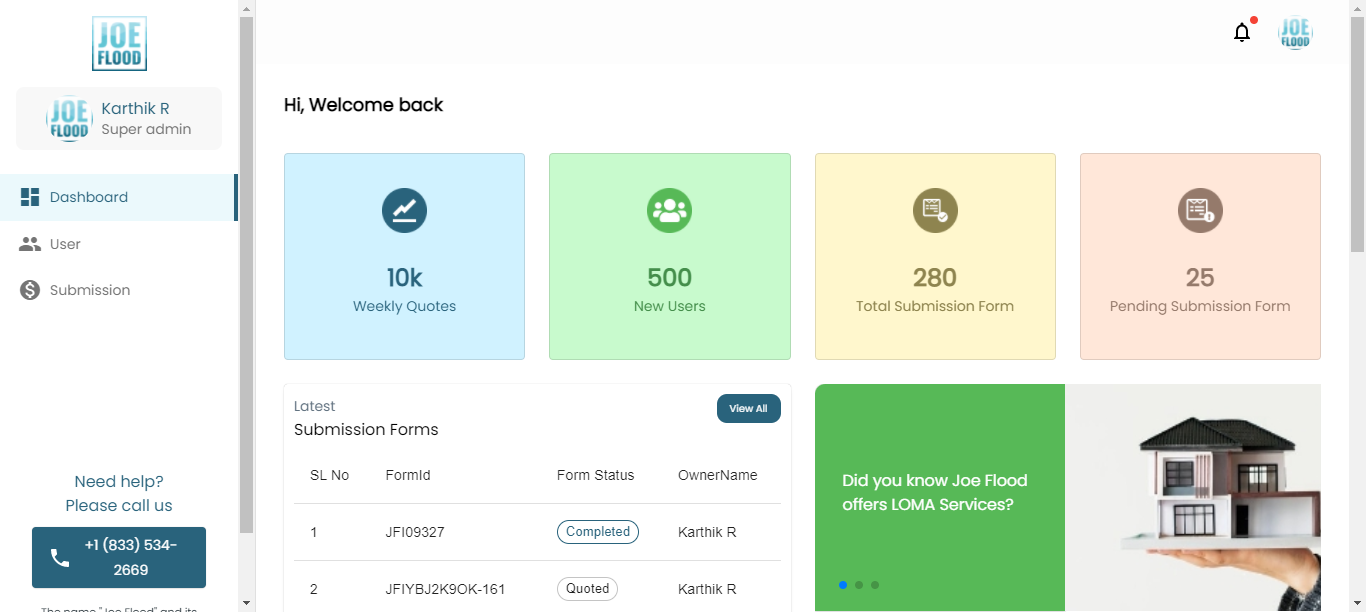 JOE
FLOOD
JOE
FLOOD
Karthik R
Super admin
Dashboard
User
Submission
Need help?
Please call us
+1 (833) 534-
2669
The name "Joe Flood" and its
JOE
FLOOD
Hi, Welcome back
10k
Weekly Quotes
500
New Users
280
Total Submission Form
25
Pending Submission Form
Latest
View All
Submission Forms
SL No FormId Form Status OwnerName
1 JFI09327 Completed Karthik R
2 JFIYBJ2K9OK-161 Quoted Karthik R
Did you know Joe Flood
offers LOMA Services?